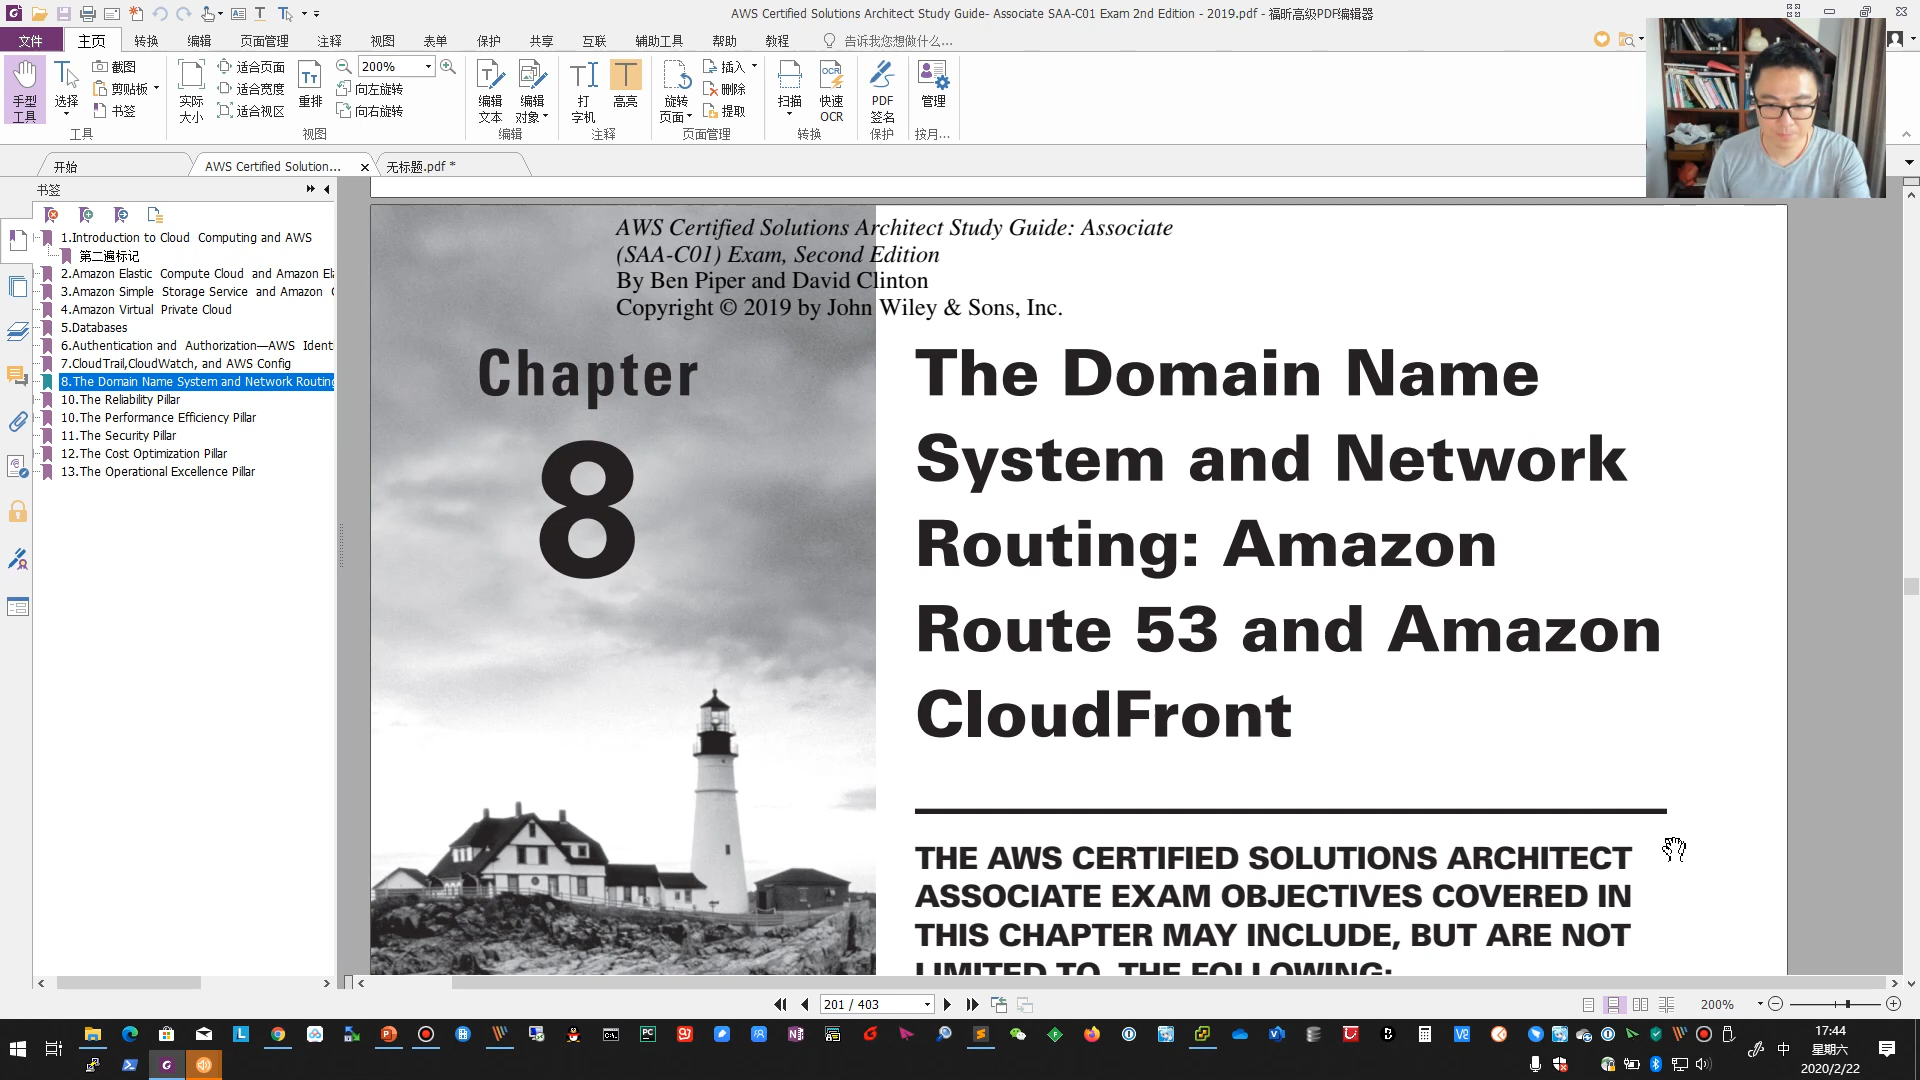 AWS Certified Solutions Architect Study Guide- Associate SAA-C01 Exam 2nd Edition - 2019.pdf - 福昕高级PDF编辑器
文件 主页 转换 编辑 页面管理 注释 视图 表单 保护 共享 互联 辅助工具 帮助 教程 告诉我您想做什么...
手型工具
选择
截图
剪贴板
书签
工具
实际大小
适合页面
适合宽度
适合视区
重排
200%
向左旋转
向右旋转
视图
编辑文本
编辑对象
编辑
打字机
高亮
注释
旋转页面
插入
删除
提取
页面管理
扫描
快速OCR
转换
PDF签名
保护
管理
按月...
开始
AWS Certified Solution...
无标题.pdf *
书签
1.Introduction to Cloud Computing and AWS
第二遍标记
2.Amazon Elastic Compute Cloud and Amazon
3.Amazon Simple Storage Service and Amazon
4.Amazon Virtual Private Cloud
5.Databases
6.Authentication and Authorization—AWS
7.CloudTrail,CloudWatch, and AWS Config
8.The Domain Name System and Network Routing
10.The Reliability Pillar
10.The Performance Efficiency Pillar
11.The Security Pillar
12.The Cost Optimization Pillar
13.The Operational Excellence Pillar
AWS Certified Solutions Architect Study Guide: Associate
(SAA-C01) Exam, Second Edition
By Ben Piper and David Clinton
Copyright © 2019 by John Wiley & Sons, Inc.
Chapter
8
The Domain Name
System and Network
Routing: Amazon
Route 53 and Amazon
CloudFront
THE AWS CERTIFIED SOLUTIONS ARCHITECT
ASSOCIATE EXAM OBJECTIVES COVERED IN
THIS CHAPTER MAY INCLUDE, BUT ARE NOT
LIMITED TO, THE FOLLOWING:
201 / 403
200%
中
17:44
星期六
2020/2/22